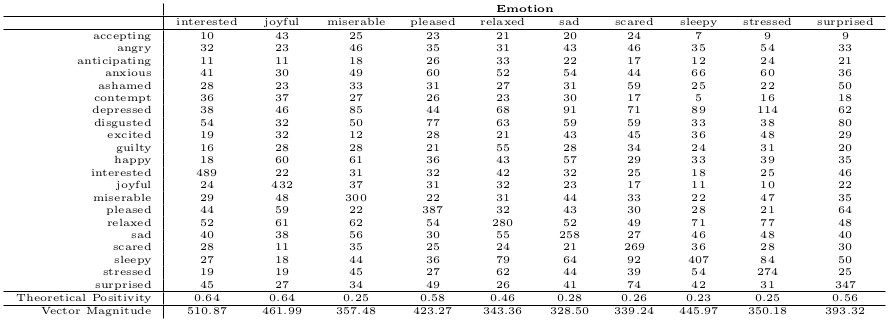 Emotion
interested joyful miserable pleased relaxed sad scared sleepy stressed surprised
accepting 10 43 25 23 21 20 24 7 9 9
angry 32 23 46 35 31 43 46 35 54 33
anticipating 11 11 18 26 33 22 17 12 24 21
anxious 41 30 49 60 52 54 44 66 60 36
ashamed 28 23 33 31 27 31 59 25 22 50
contempt 36 37 27 26 23 30 17 5 16 18
depressed 38 46 85 44 68 91 71 89 114 62
disgusted 54 32 50 77 63 59 59 33 38 80
excited 19 32 12 28 21 43 45 36 48 29
guilty 16 28 28 21 55 28 34 24 31 20
happy 18 60 61 36 43 57 29 33 39 35
interested 489 22 31 32 42 32 25 18 25 46
joyful 24 432 37 31 32 23 17 11 10 22
miserable 29 48 300 22 31 44 33 22 47 35
pleased 44 59 22 387 32 43 30 28 21 64
relaxed 52 61 62 54 280 52 49 71 77 48
sad 40 38 56 30 55 258 27 46 48 40
scared 28 11 35 25 24 21 269 36 28 30
sleepy 27 18 44 36 79 64 92 407 84 50
stressed 19 19 45 27 62 44 39 54 274 25
surprised 45 27 34 49 26 41 74 42 31 347
Theoretical Positivity 0.64 0.64 0.25 0.58 0.46 0.28 0.26 0.23 0.25 0.56
Vector Magnitude 510.87 461.99 357.48 423.27 343.36 328.50 339.24 445.97 350.18 393.32